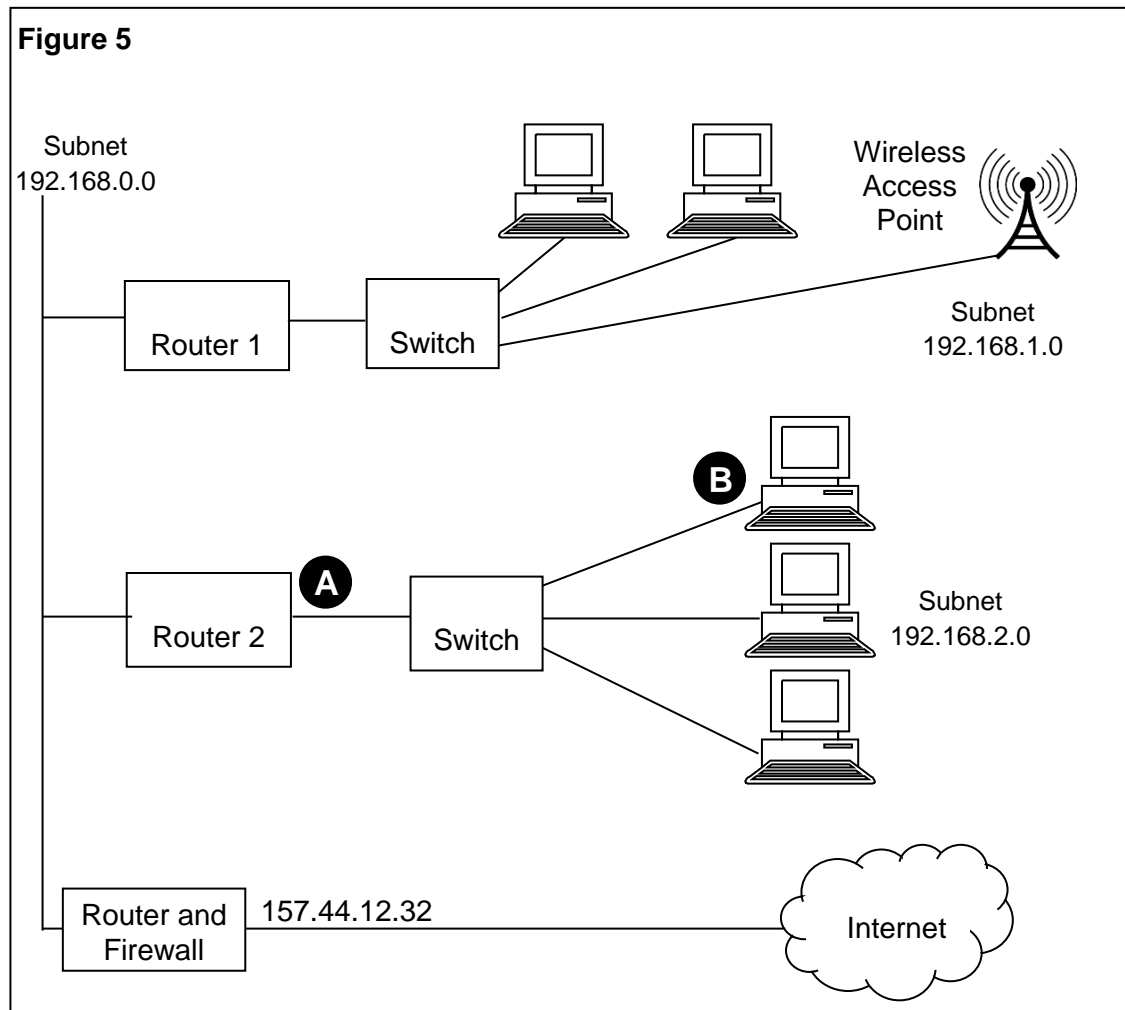 Figure 5
Subnet
192.168.0.0
Wireless
Access
Point
Router 1
Switch
Subnet
192.168.1.0
B
A
Router 2
Switch
Subnet
192.168.2.0
Router and
Firewall
157.44.12.32
Internet